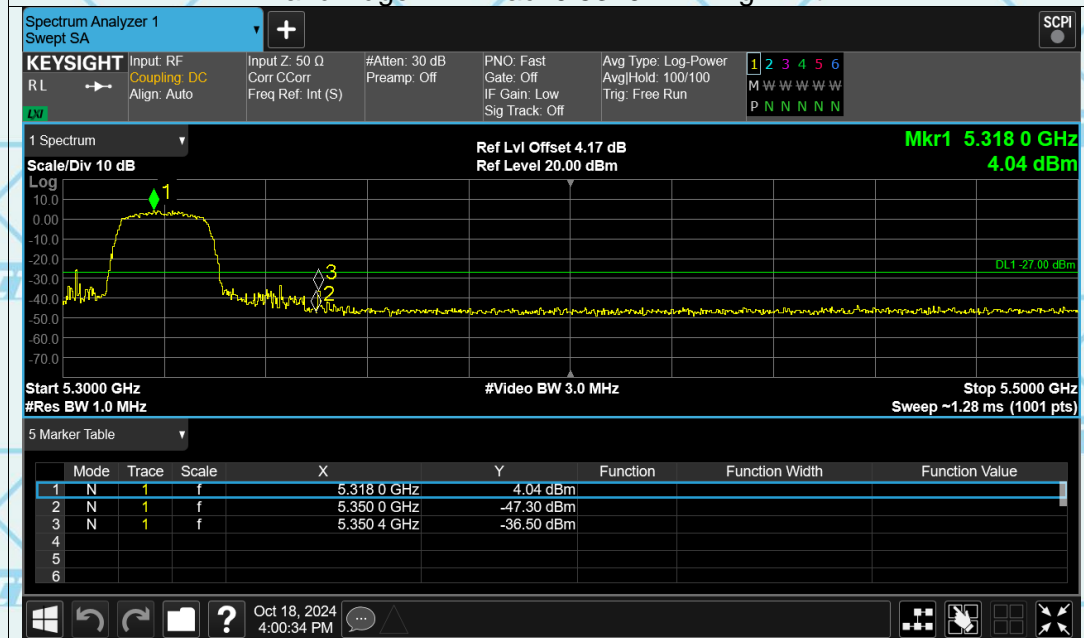 Spectrum Analyzer 1
Swept SA
+
SCPI
KEYSIGHT
RL
LXI
Input: RF
Coupling: DC
Align: Auto
Input Z: 50 Ω
Corr CCorr
Freq Ref: Int (S)
#Atten: 30 dB
Preamp: Off
PNO: Fast
Gate: Off
IF Gain: Low
Sig Track: Off
Avg Type: Log-Power
Avg|Hold: 100/100
Trig: Free Run
1 2 3 4 5 6
M W W W W W
P N N N N N
1 Spectrum
Scale/Div 10 dB
Ref Lvl Offset 4.17 dB
Ref Level 20.00 dBm
Mkr1 5.318 0 GHz
4.04 dBm
Log
10.0
0.00
-10.0
-20.0
-30.0
-40.0
-50.0
-60.0
-70.0
1
3
2
DL1 -27.00 dBm
Start 5.3000 GHz
#Video BW 3.0 MHz
Stop 5.5000 GHz
#Res BW 1.0 MHz
Sweep ~1.28 ms (1001 pts)
5 Marker Table
Mode Trace Scale X Y Function Function Width Function Value
1 N 1 f 5.318 0 GHz 4.04 dBm
2 N 1 f 5.350 0 GHz -47.30 dBm
3 N 1 f 5.350 4 GHz -36.50 dBm
4
5
6
?
Oct 18, 2024
4:00:34 PM